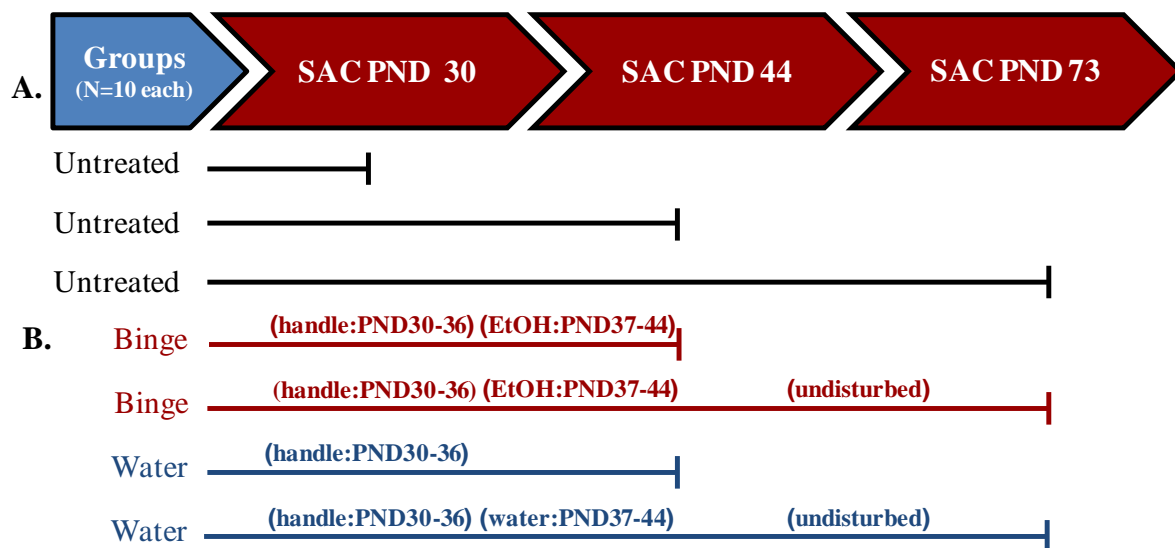 A.
Groups
(N=10 each)
SAC PND 30
SAC PND 44
SAC PND 73
Untreated
Untreated
Untreated
B.
Binge
(handle:PND30-36) (EtOH:PND37-44)
Binge
(handle:PND30-36) (EtOH:PND37-44) (undisturbed)
Water
(handle:PND30-36)
Water
(handle:PND30-36) (water:PND37-44) (undisturbed)